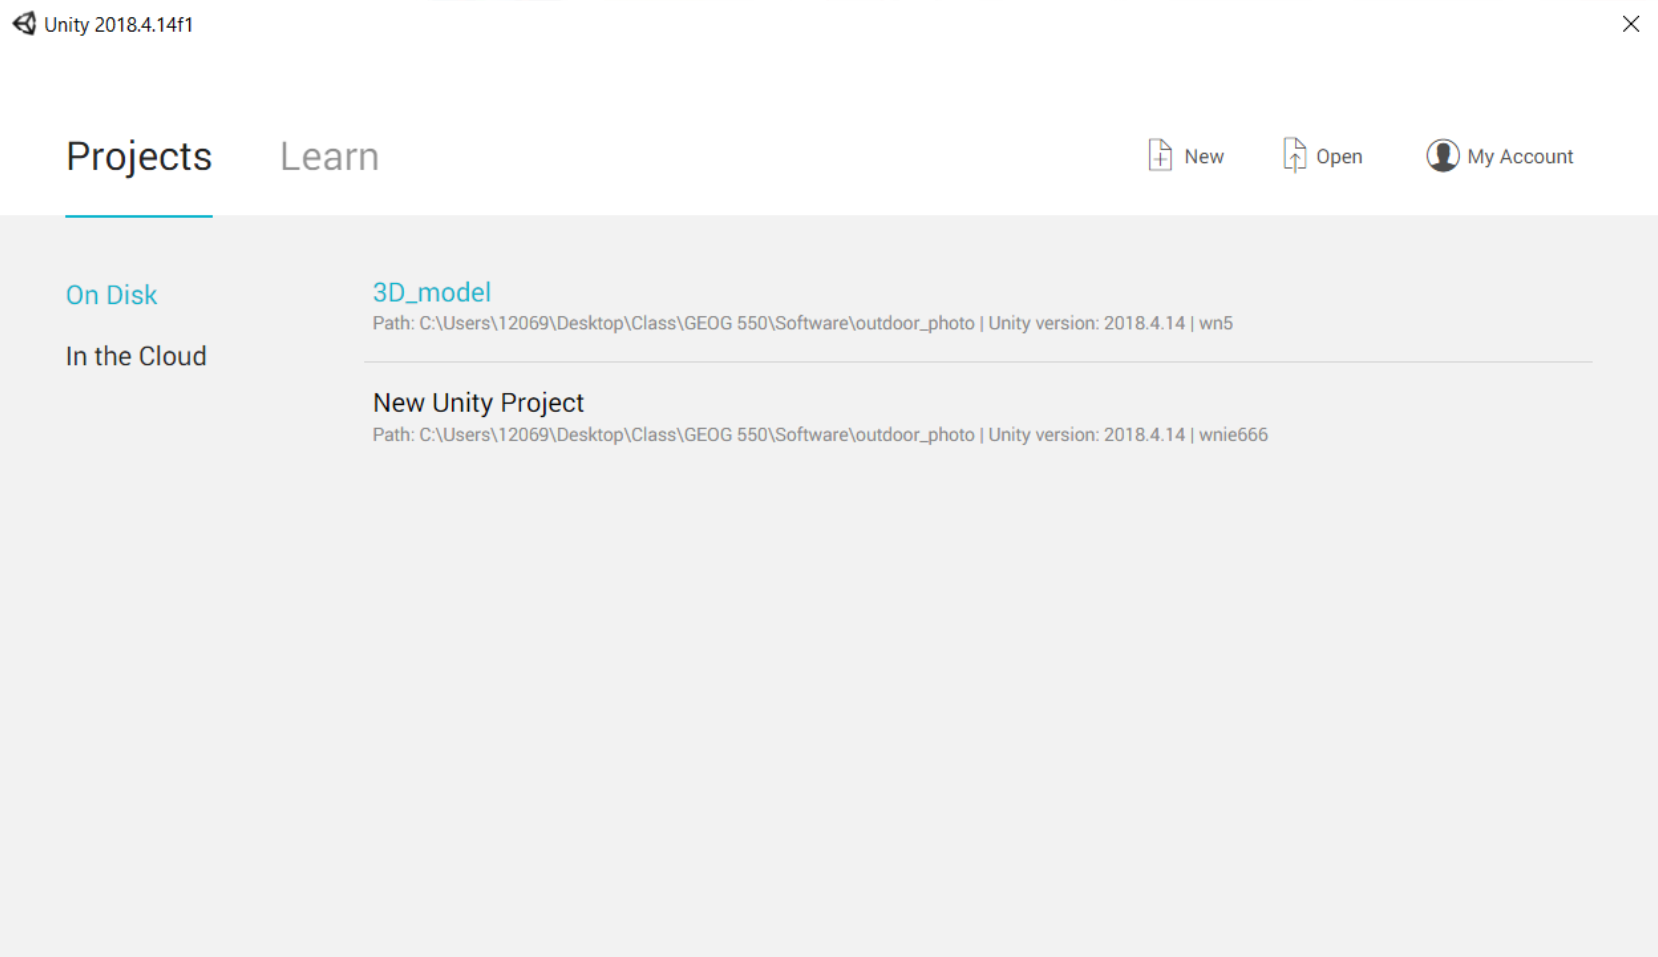 Unity 2018.4.14f1
Projects
Learn
New
Open
My Account
On Disk
In the Cloud
3D_model
Path: C:\Users\12069\Desktop\Class\GEOG 550\Software\outdoor_photo | Unity version: 2018.4.14 | wn5
New Unity Project
Path: C:\Users\12069\Desktop\Class\GEOG 550\Software\outdoor_photo | Unity version: 2018.4.14 | wnie666